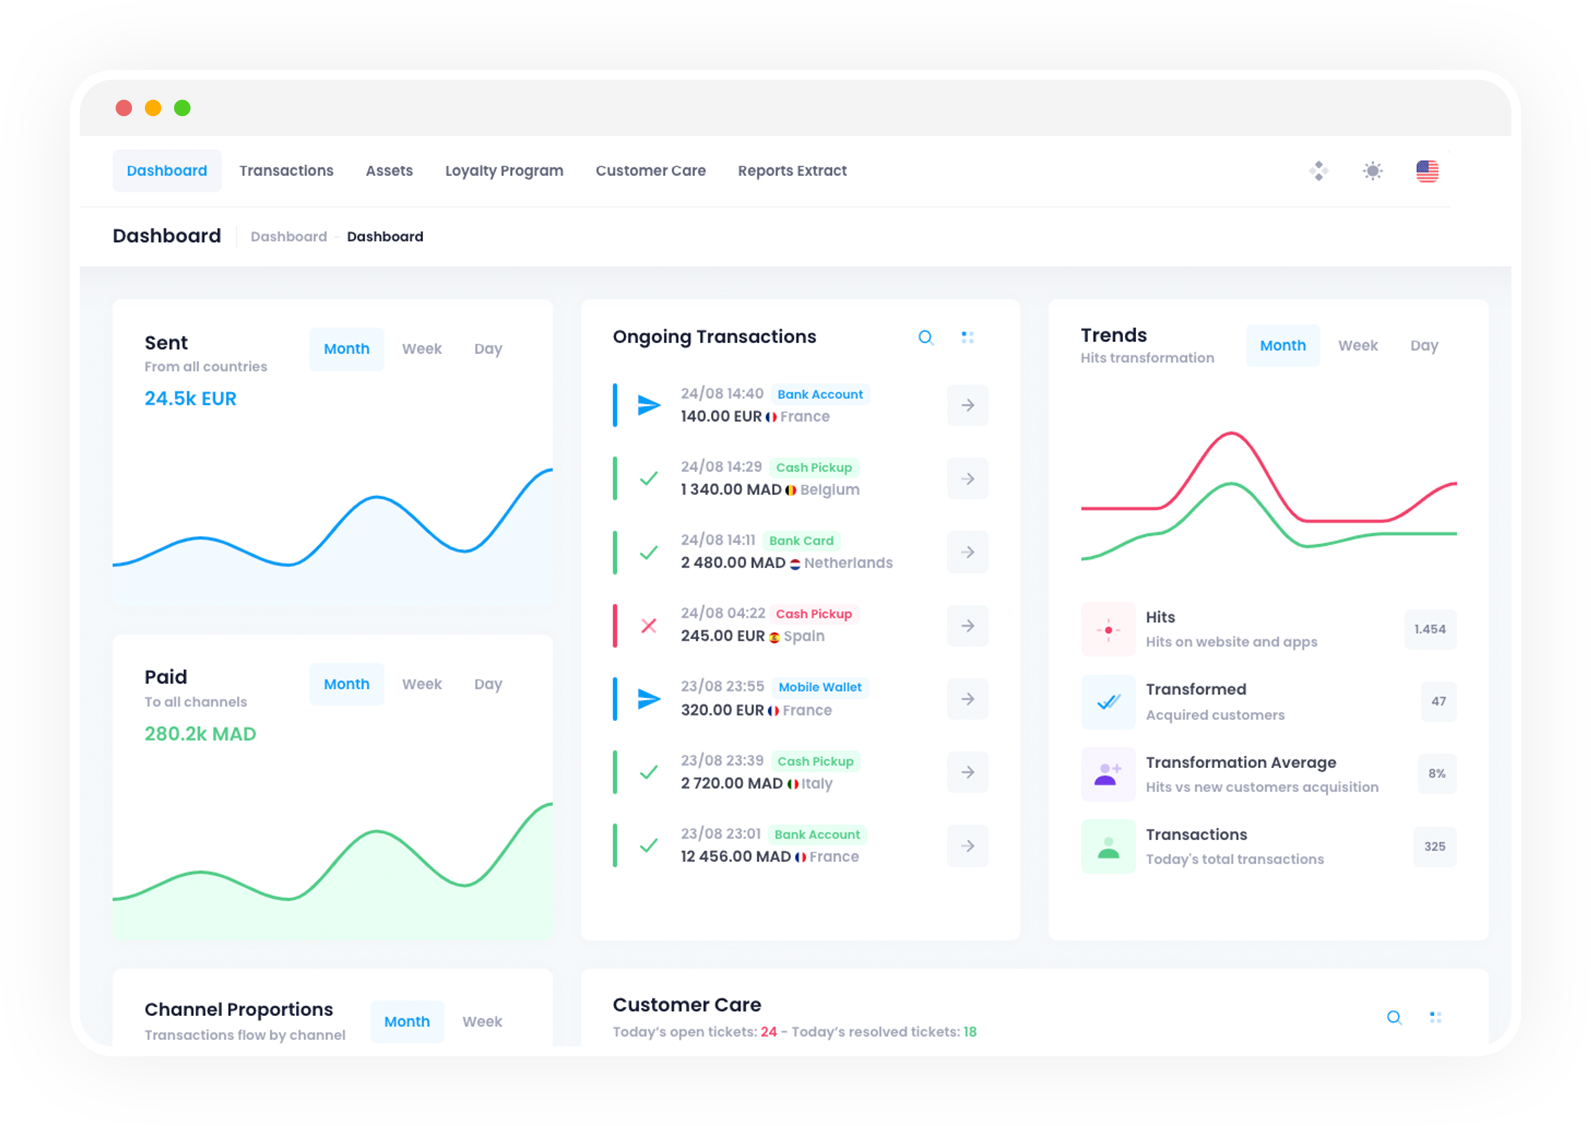 Dashboard Transactions Assets Loyalty Program Customer Care Reports Extract
Dashboard Dashboard - Dashboard
Sent
From all countries
24.5k EUR
Month Week Day
Paid
To all channels
280.2k MAD
Month Week Day
Channel Proportions
Transactions flow by channel
Month Week
Ongoing Transactions
24/08 14:40 Bank Account
140.00 EUR France
24/08 14:29 Cash Pickup
1 340.00 MAD Belgium
24/08 14:11 Bank Card
2 480.00 MAD Netherlands
24/08 04:22 Cash Pickup
245.00 EUR Spain
23/08 23:55 Mobile Wallet
320.00 EUR France
23/08 23:39 Cash Pickup
2 720.00 MAD Italy
23/08 23:01 Bank Account
12 456.00 MAD France
Trends
Hits transformation
Month Week Day
Hits
Hits on website and apps
1.454
Transformed
Acquired customers
47
Transformation Average
Hits vs new customers acquisition
8%
Transactions
Today's total transactions
325
Customer Care
Today's open tickets: 24 - Today's resolved tickets: 18